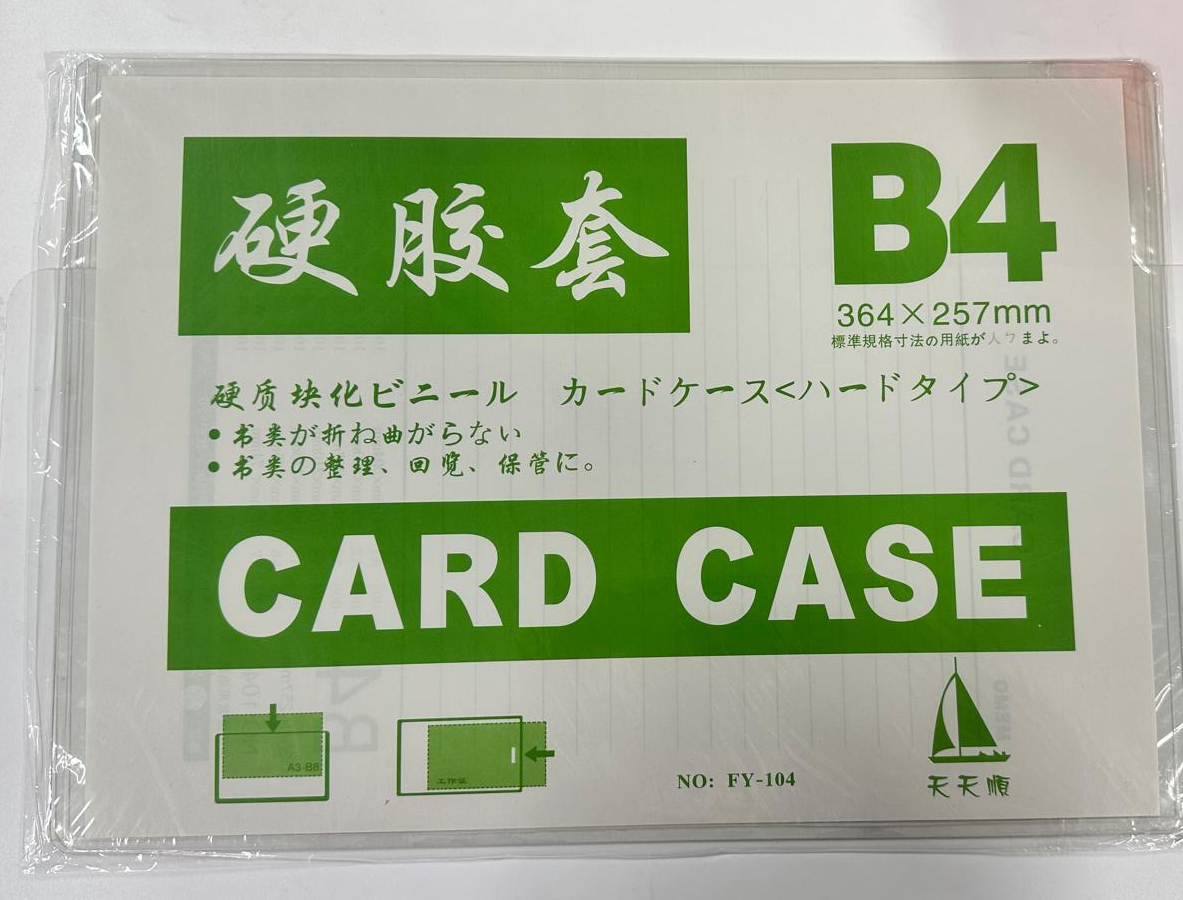 硬胶套
B4
364×257mm
標準規格寸法の用紙が人ワまよ。
硬质块化ビニール カードケース<ハードタイプ>
• 书类が折ね曲がらない
• 书类の整理、回览、保管に。
CARD CASE
A3-B8
工作证
NO: FY-104
天天顺